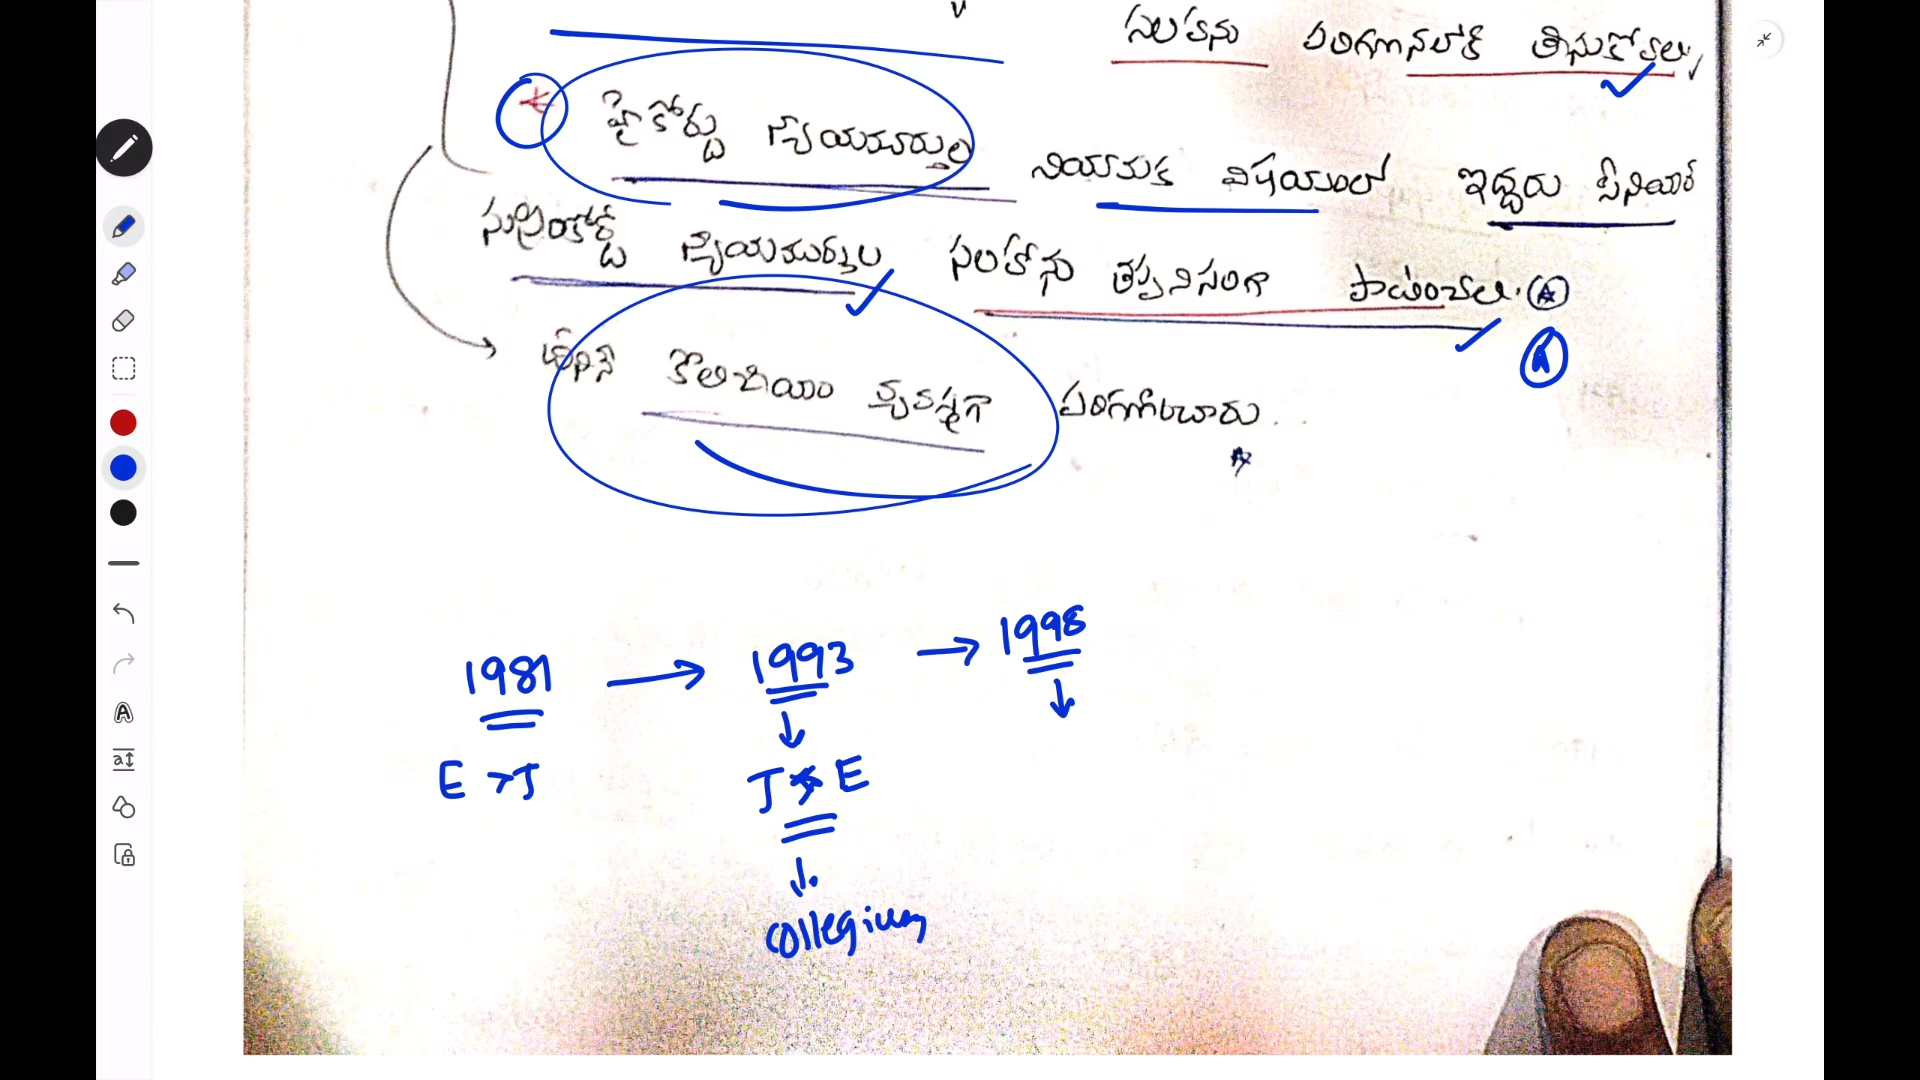 సలహాను పరిగణనలోకి తీసుకోవాలి
హైకోర్టు న్యాయమూర్తుల నియామక విషయంలో ఇద్దరు సీనియర్
సుప్రీంకోర్ట్ న్యాయమూర్తుల సలహాను తప్పనిసరిగా పాటించాలి.
దీనినే కొలీజియం వ్యవస్థగా పరిగణించారు...
1981 → 1993 → 1998
E > J J > E
collegium